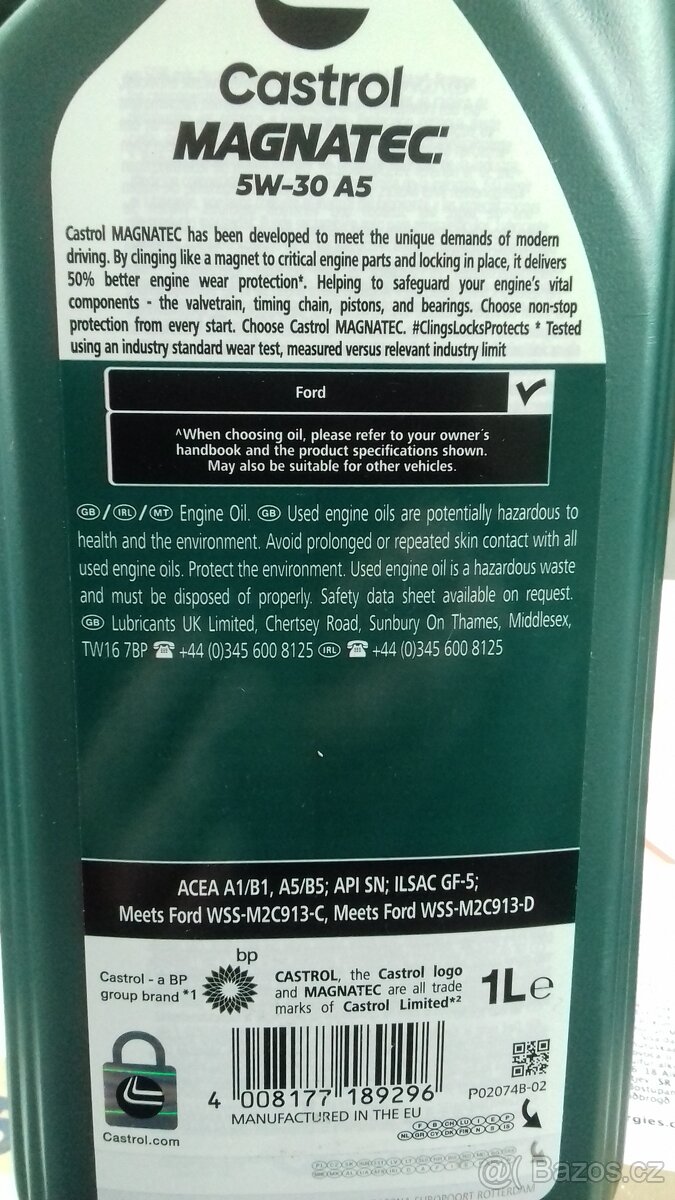 Castrol
MAGNATEC
5W-30 A5
Castrol MAGNATEC has been developed to meet the unique demands of modern
driving. By clinging like a magnet to critical engine parts and locking in place, it delivers
50% better engine wear protection*. Helping to safeguard your engine's vital
components - the valvetrain, timing chain, pistons, and bearings. Choose non-stop
protection from every start. Choose Castrol MAGNATEC. #ClingsLocksProtects * Tested
using an industry standard wear test, measured versus relevant industry limit
Ford
^When choosing oil, please refer to your owner's
handbook and the product specifications shown.
May also be suitable for other vehicles.
GB / IRL / MT Engine Oil. GB Used engine oils are potentially hazardous to
health and the environment. Avoid prolonged or repeated skin contact with all
used engine oils. Protect the environment. Used engine oil is a hazardous waste
and must be disposed of properly. Safety data sheet available on request.
GB Lubricants UK Limited, Chertsey Road, Sunbury On Thames, Middlesex,
TW16 7BP ☎ +44 (0)345 600 8125 IRL ☎ +44 (0)345 600 8125
ACEA A1/B1, A5/B5; API SN; ILSAC GF-5;
Meets Ford WSS-M2C913-C, Meets Ford WSS-M2C913-D
bp
Castrol - a BP
group brand *1
CASTROL, the Castrol logo
and MAGNATEC are all trade
marks of Castrol Limited*2
1L e
4 008177 189296
P02074B-02
MANUFACTURED IN THE EU
Castrol.com
F B CH LU I E P
NL GR CY DK FIN N S IS
EUROPOORT ROTTERDAM
@ Bazos.cz